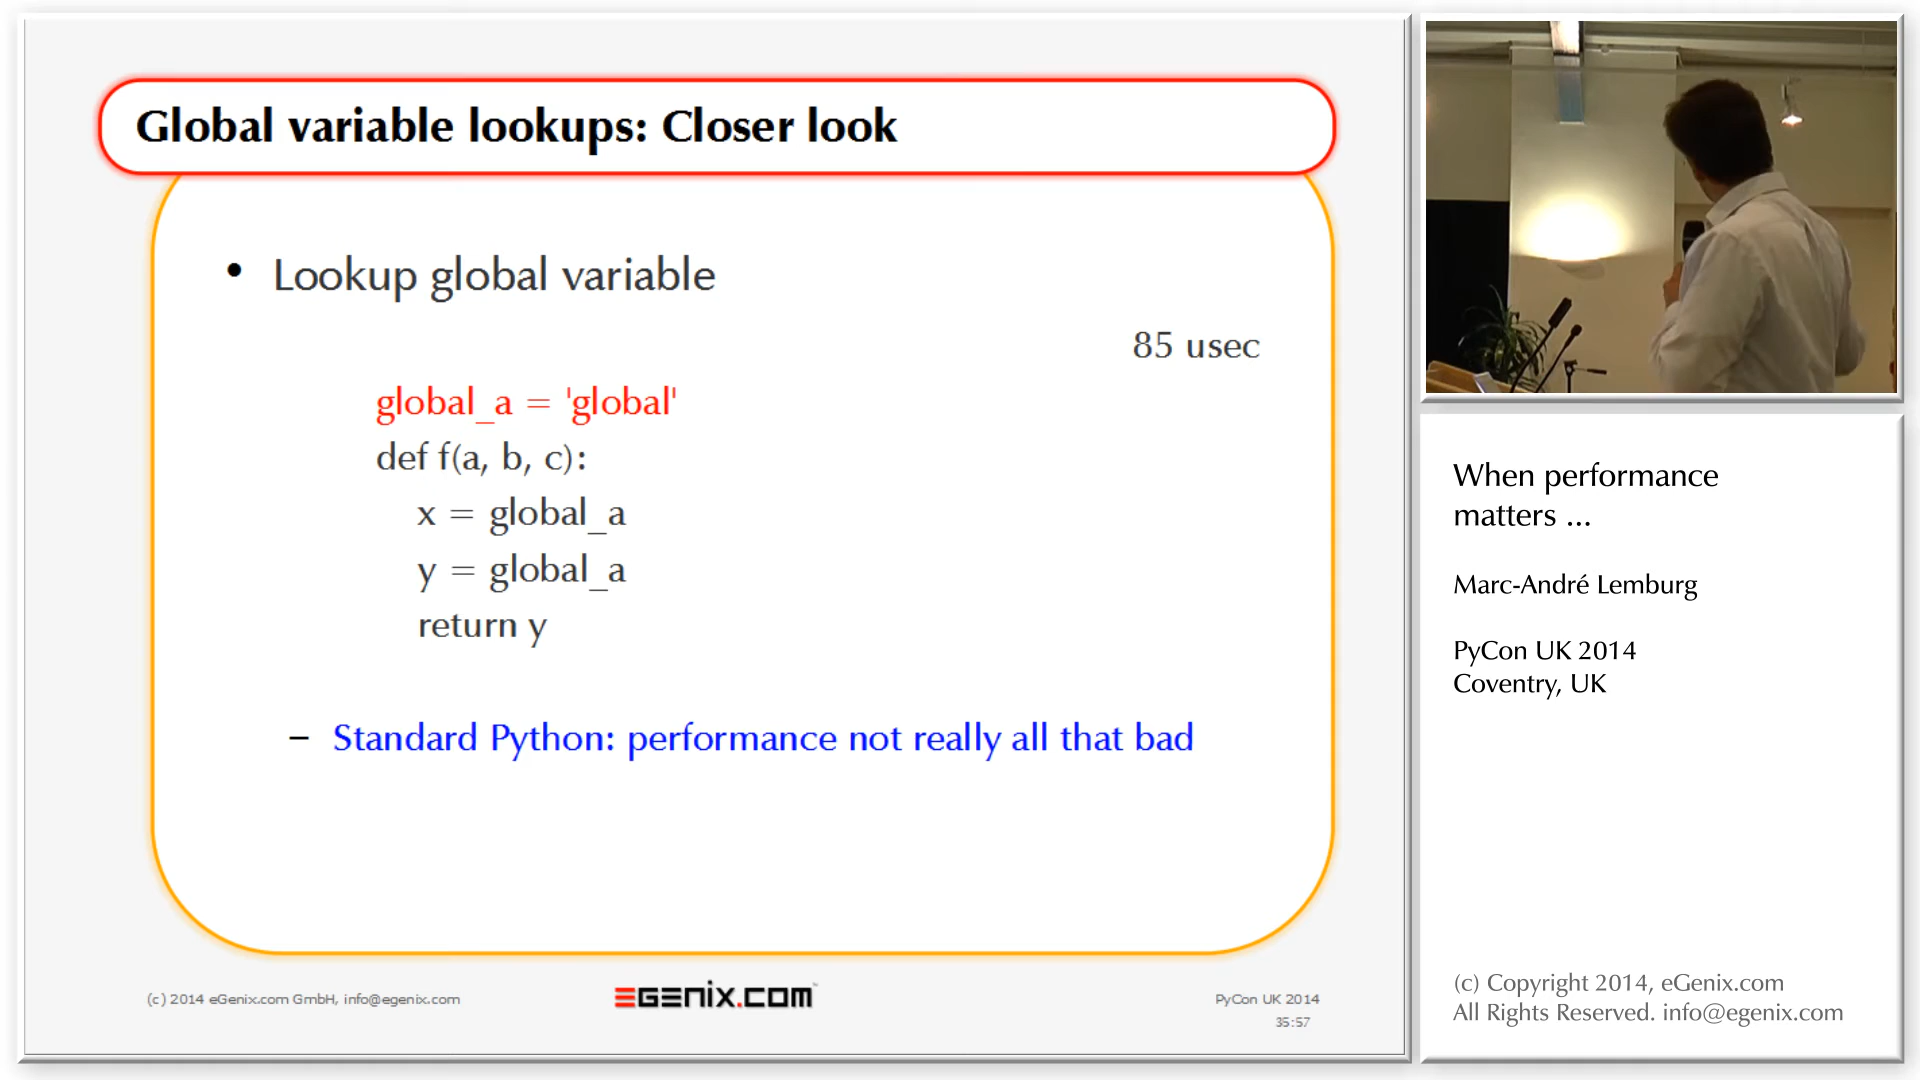 Global variable lookups: Closer look
• Lookup global variable
85 usec
global_a = 'global'
def f(a, b, c):
x = global_a
y = global_a
return y
– Standard Python: performance not really all that bad
(c) 2014 eGenix.com GmbH, info@egenix.com
EGENIX.COM
PyCon UK 2014
35:57
When performance
matters ...
Marc-André Lemburg
PyCon UK 2014
Coventry, UK
(c) Copyright 2014, eGenix.com
All Rights Reserved. info@egenix.com